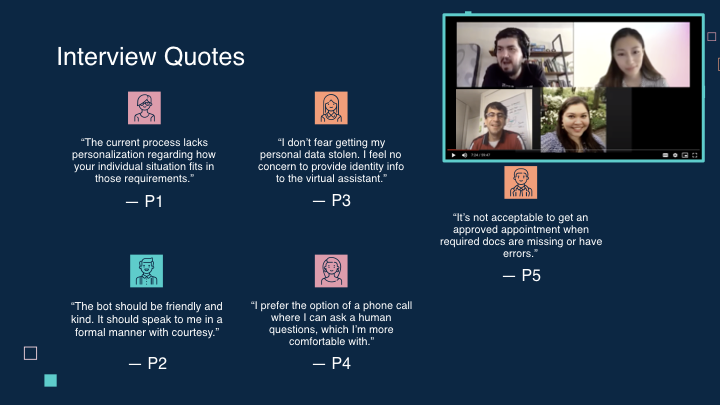 Interview Quotes
“The current process lacks
personalization regarding how
your individual situation fits in
those requirements.”
— P1
“I don’t fear getting my
personal data stolen. I feel no
concern to provide identity info
to the virtual assistant.”
— P3
“It’s not acceptable to get an
approved appointment when
required docs are missing or have
errors.”
— P5
“The bot should be friendly and
kind. It should speak to me in a
formal manner with courtesy.”
— P2
“I prefer the option of a phone call
where I can ask a human
questions, which I’m more
comfortable with.”
— P4